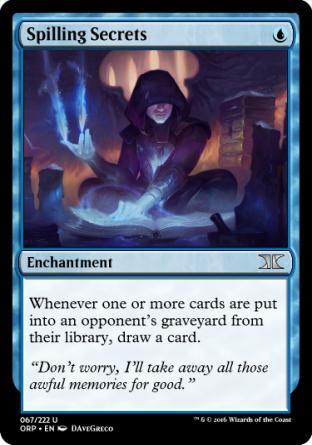 Spilling Secrets
Enchantment
Whenever one or more cards are put
into an opponent's graveyard from
their library, draw a card.
“Don't worry, I'll take away all those
awful memories for good.”
067/222 U
ORP • EN DAVeGreco
™ & © 2016 Wizards of the Coast